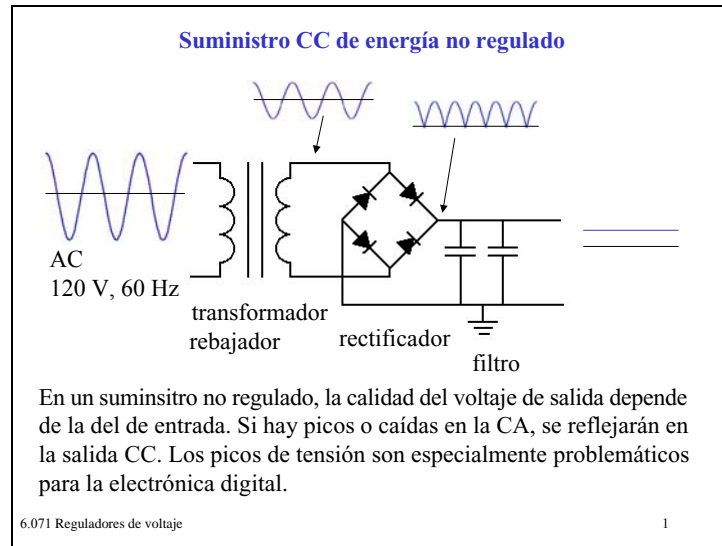 Suministro CC de energía no regulado
AC
120 V, 60 Hz
transformador
rebajador
rectificador
filtro
En un suminsitro no regulado, la calidad del voltaje de salida depende
de la del de entrada. Si hay picos o caídas en la CA, se reflejarán en
la salida CC. Los picos de tensión son especialmente problemáticos
para la electrónica digital.
6.071 Reguladores de voltaje
1